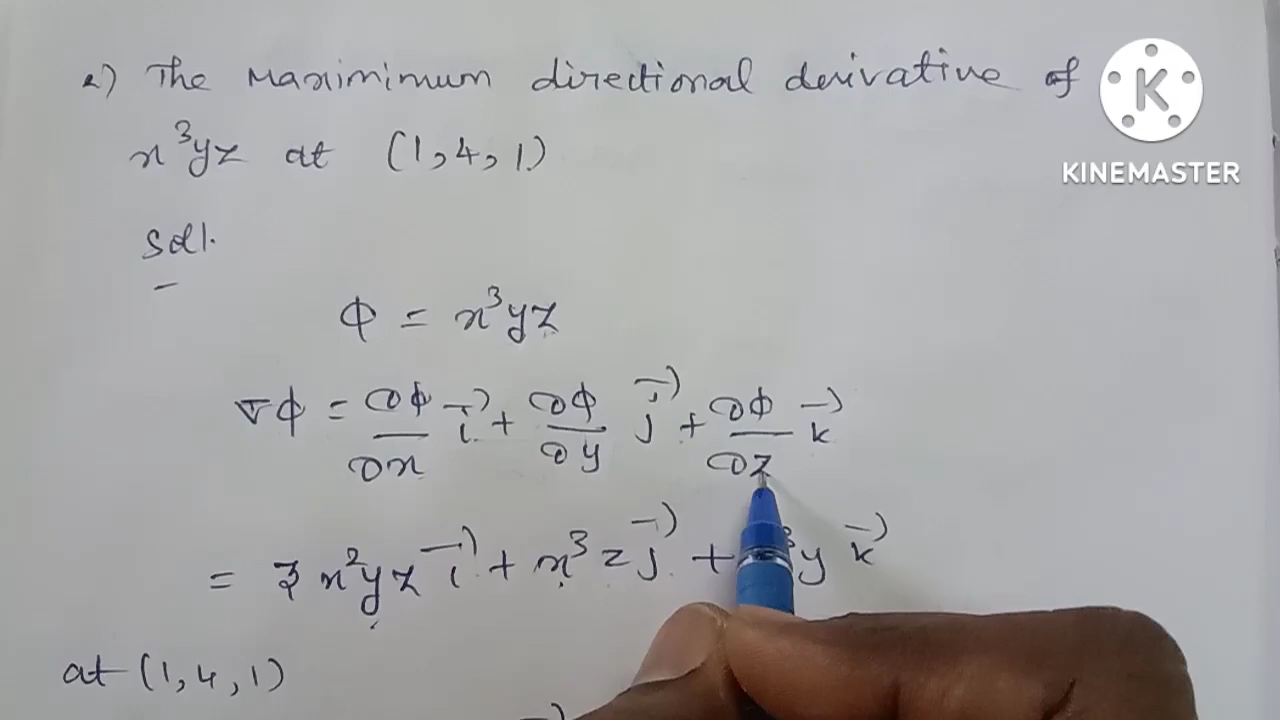 2) The Maximimum directional derivative of
x³yz at (1,4,1)
K
KINEMASTER
Sol.
Φ = x³yz
∇Φ = ∂Φ/∂x i⃗ + ∂Φ/∂y j⃗ + ∂Φ/∂z k⃗
= 3x²yz i⃗ + x³z j⃗ + ³y k⃗
at (1,4,1)